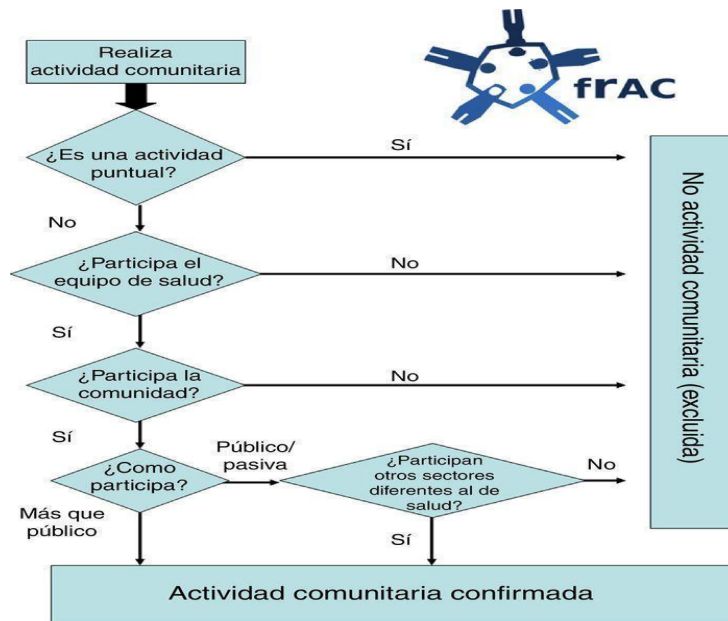 Realiza
actividad comunitaria
frAC
¿Es una actividad
puntual?
Sí
No
¿Participa el
equipo de salud?
No
Sí
¿Participa la
comunidad?
No
Sí
¿Como
participa?
Público/
pasiva
¿Participan
otros sectores
diferentes al de
salud?
No
Más que
público
Sí
No actividad comunitaria (excluida)
Actividad comunitaria confirmada